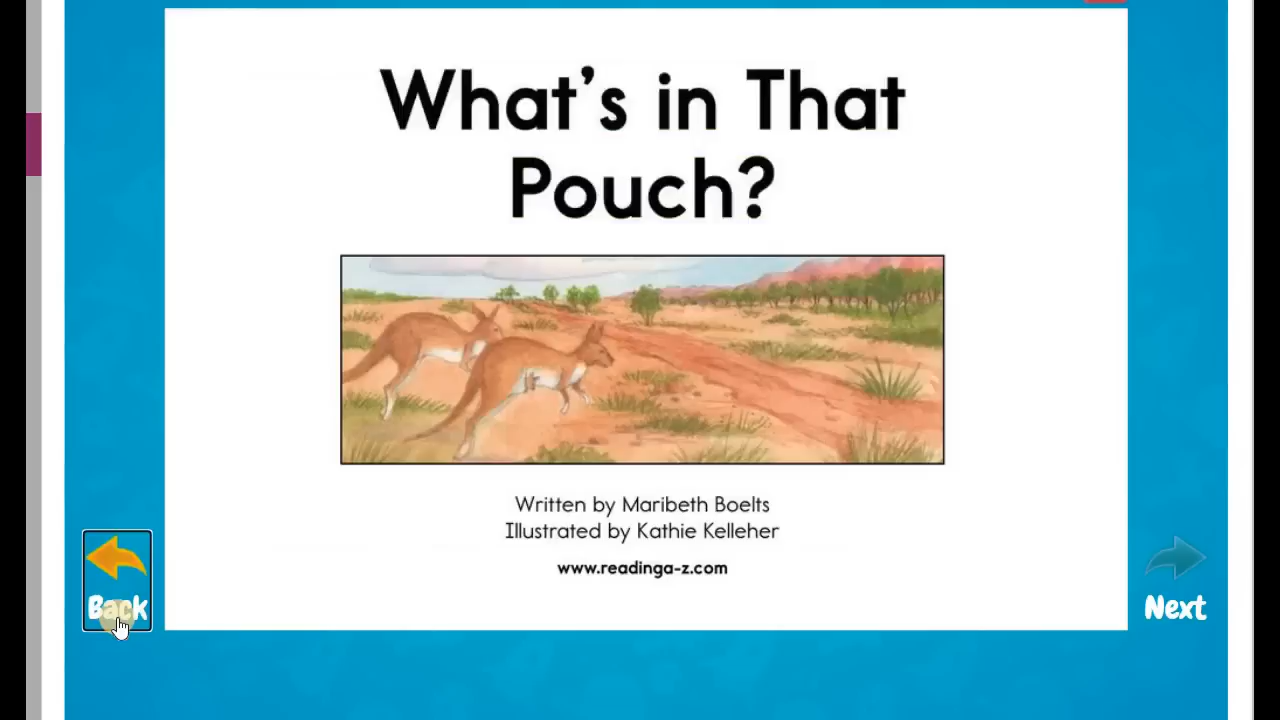 What's in That
Pouch?
Written by Maribeth Boelts
Illustrated by Kathie Kelleher
www.readinga-z.com
Back
Next